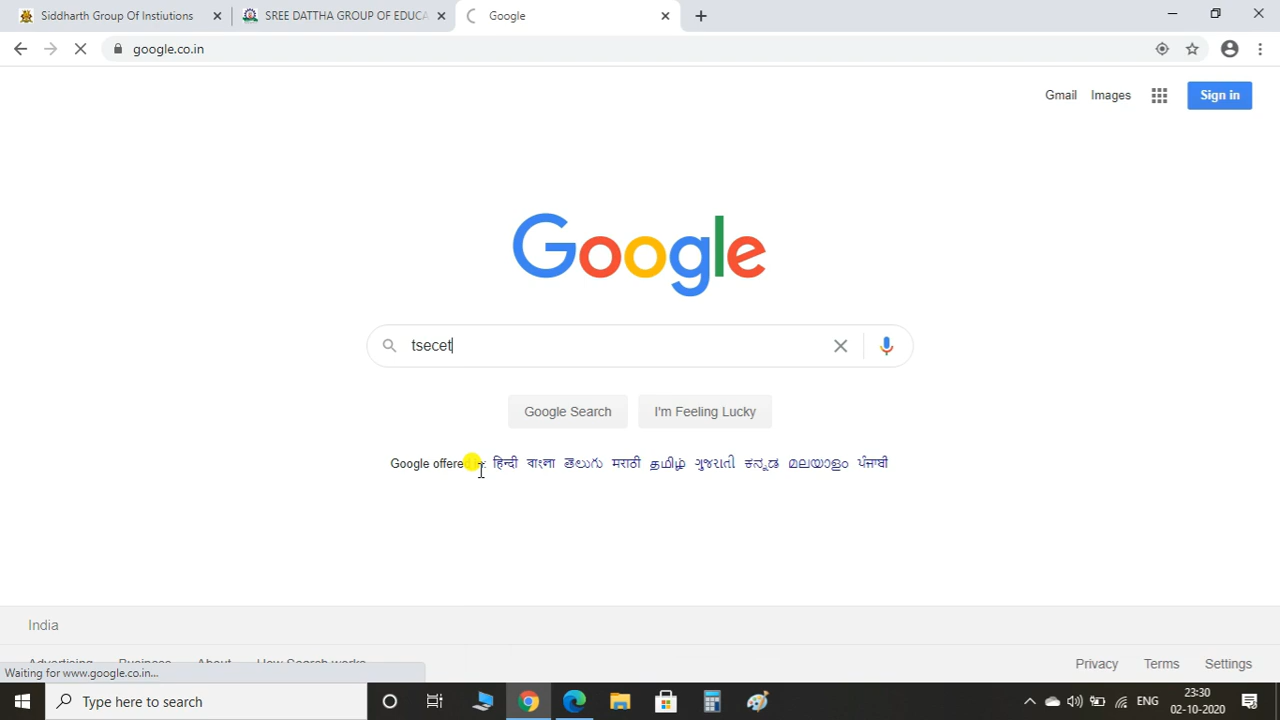 Siddharth Group Of Instiutions
SREE DATTHA GROUP OF EDUCA
Google
google.co.in
Gmail Images Sign in
Google
tsecet
Google Search I'm Feeling Lucky
Google offered हिन्दी বাংলা తెలుగు मराठी தமிழ் ગુજરાતી ಕನ್ನಡ മലയാളം ਪੰਜਾਬੀ
India
Advertising Business About How Search works
Privacy Terms Settings
Waiting for www.google.co.in...
Type here to search
ENG
23:30
02-10-2020